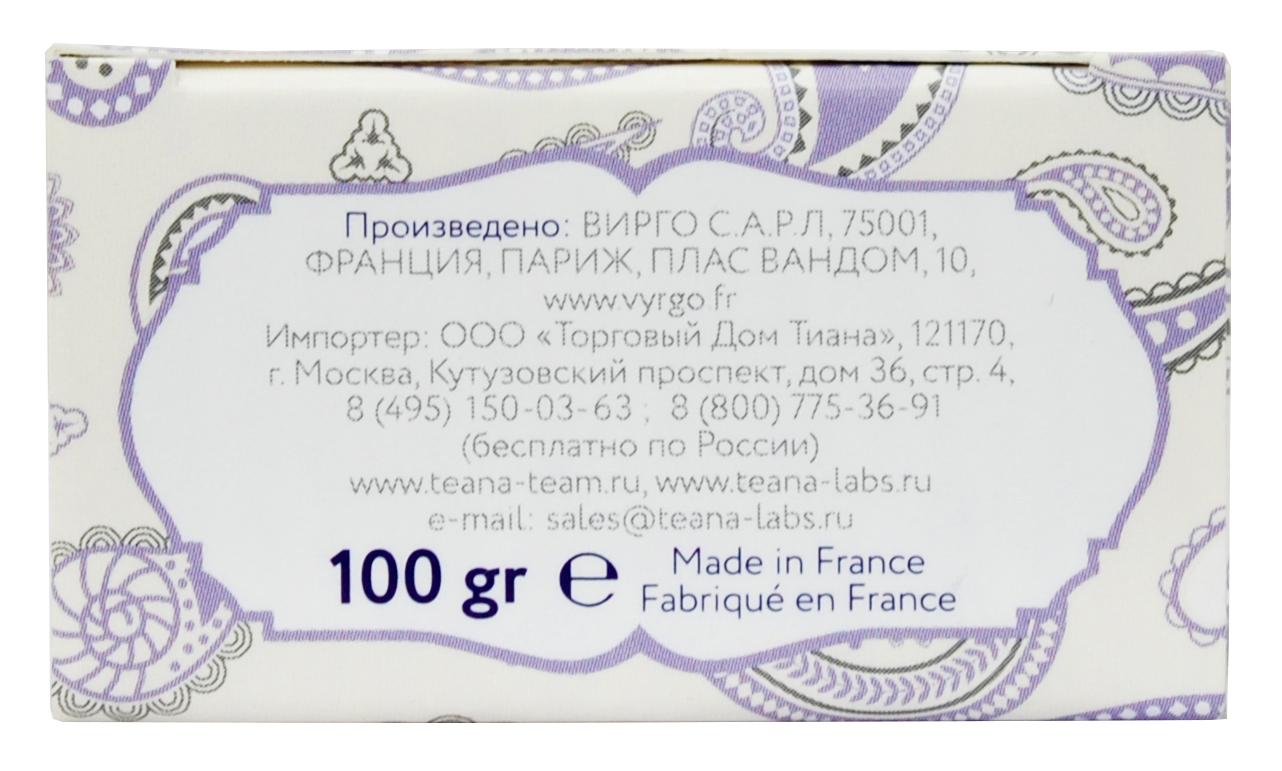 Произведено: ВИРГО С.А.Р.Л, 75001,
ФРАНЦИЯ, ПАРИЖ, ПЛАС ВАНДОМ, 10,
www.vyrgo.fr
Импортер: ООО «Торговый Дом Тиана», 121170,
г. Москва, Кутузовский проспект, дом 36, стр. 4,
8 (495) 150-03-63 ; 8 (800) 775-36-91
(бесплатно по России)
www.teana-team.ru, www.teana-labs.ru
e-mail: sales@teana-labs.ru
100 gr ℮ Made in France
Fabriqué en France